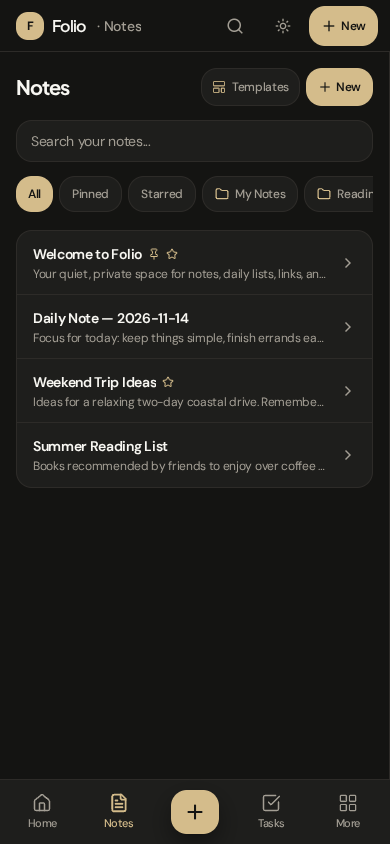 F Folio · Notes New
Notes Templates New
Search your notes...
All Pinned Starred My Notes Readin
Welcome to Folio
Your quiet, private space for notes, daily lists, links, an...
Daily Note — 2026-11-14
Focus for today: keep things simple, finish errands ea...
Weekend Trip Ideas
Ideas for a relaxing two-day coastal drive. Remembe...
Summer Reading List
Books recommended by friends to enjoy over coffee ...
Home Notes Tasks More